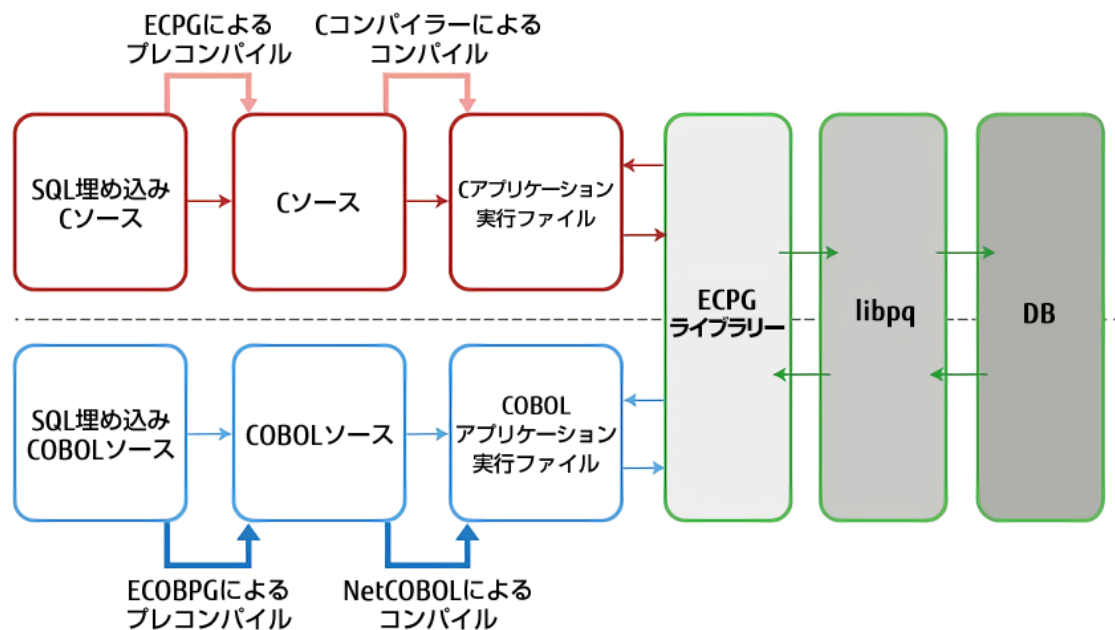 ECPGによる
プレコンパイル
Cコンパイラーによる
コンパイル
SQL埋め込み
Cソース
Cソース
Cアプリケーション
実行ファイル
ECPG
ライブラリー
libpq
DB
SQL埋め込み
COBOLソース
COBOLソース
COBOL
アプリケーション
実行ファイル
ECOBPGによる
プレコンパイル
NetCOBOLによる
コンパイル